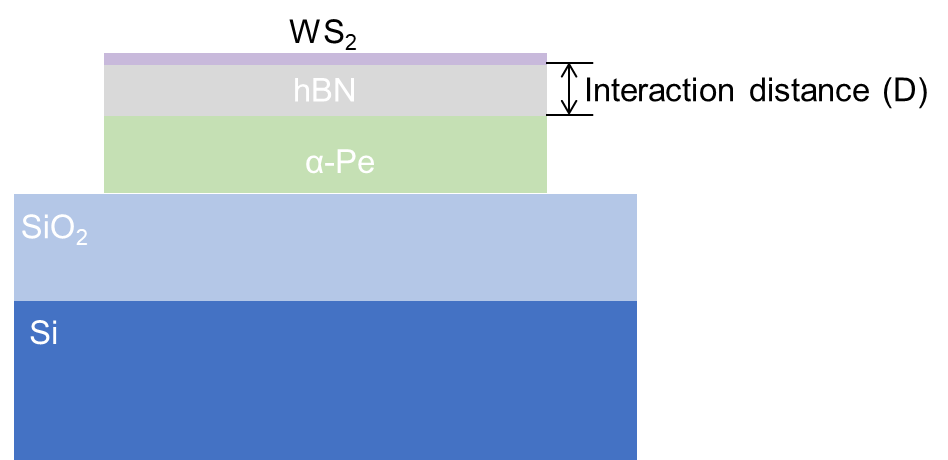 WS₂
hBN
Interaction distance (D)
α-Pe
SiO₂
Si